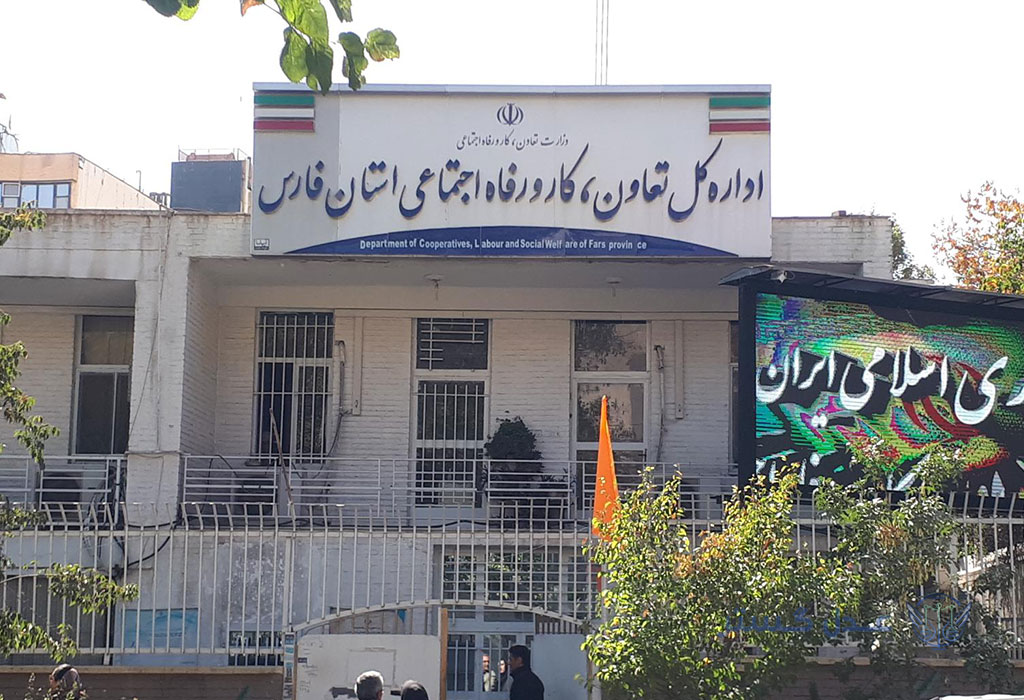 وزارت تعاون، کار و رفاه اجتماعی
اداره کل تعاون، کار و رفاه اجتماعی استان فارس
Department of Cooperatives, Labour and Social Welfare of Fars province
ری اسلامی ایران